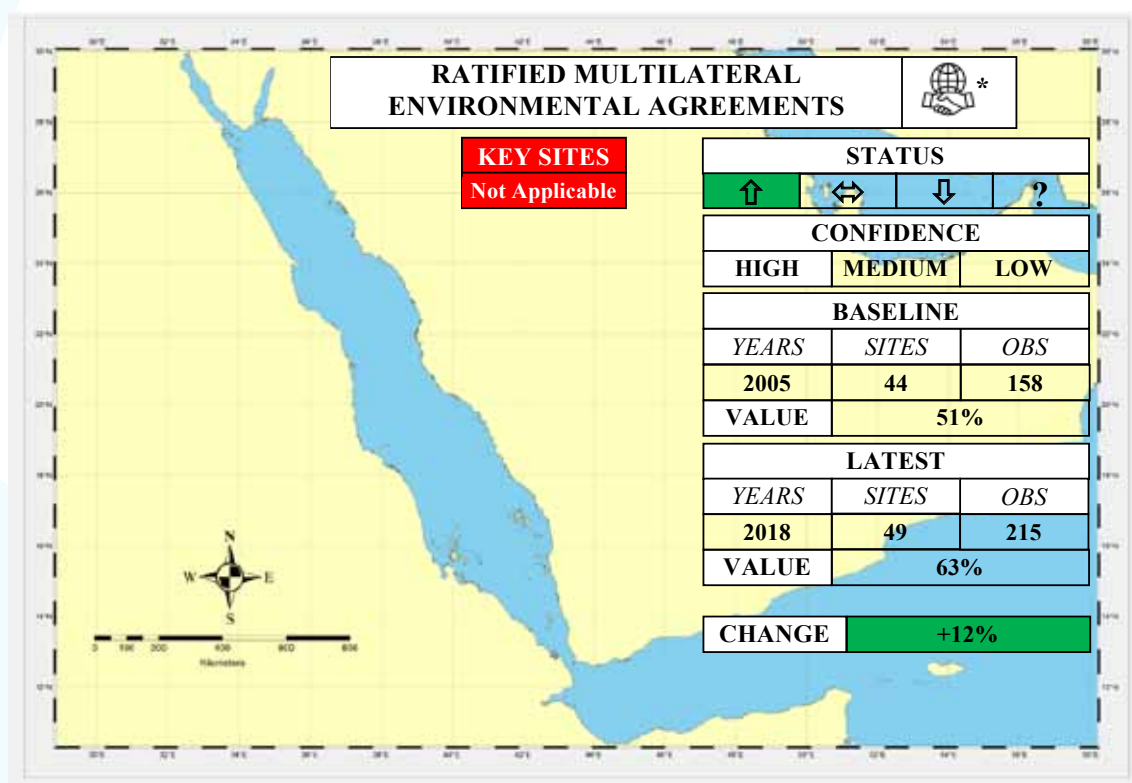 RATIFIED MULTILATERAL
ENVIRONMENTAL AGREEMENTS
*
KEY SITES
Not Applicable
STATUS
⇧ ⇔ ⇩ ?
CONFIDENCE
HIGH MEDIUM LOW
BASELINE
YEARS SITES OBS
2005 44 158
VALUE 51%
LATEST
YEARS SITES OBS
2018 49 215
VALUE 63%
CHANGE +12%
N
W E
S
Kilometers